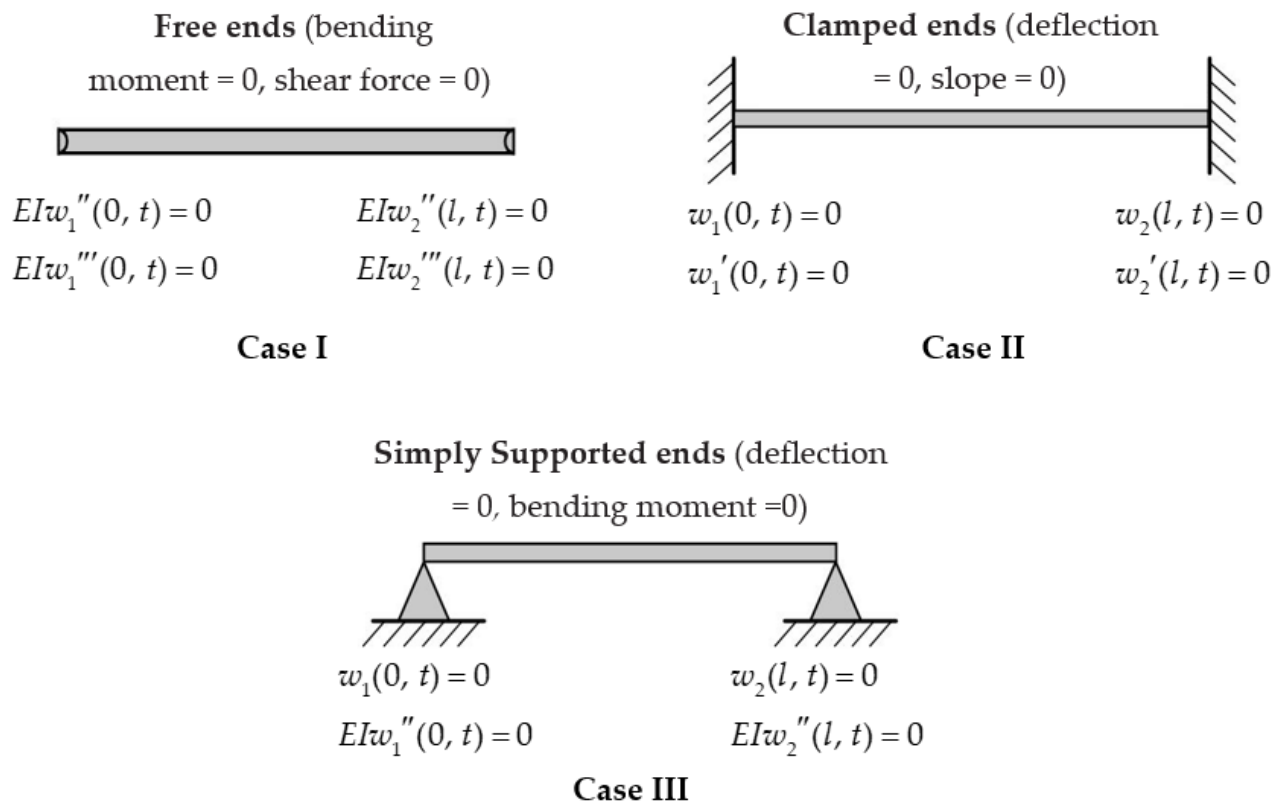 Free ends (bending
moment = 0, shear force = 0)
EIw₁″(0, t) = 0
EIw₂″(l, t) = 0
EIw₁‴(0, t) = 0
EIw₂‴(l, t) = 0
Case I
Clamped ends (deflection
= 0, slope = 0)
w₁(0, t) = 0
w₂(l, t) = 0
w₁′(0, t) = 0
w₂′(l, t) = 0
Case II
Simply Supported ends (deflection
= 0, bending moment =0)
w₁(0, t) = 0
w₂(l, t) = 0
EIw₁″(0, t) = 0
EIw₂″(l, t) = 0
Case III